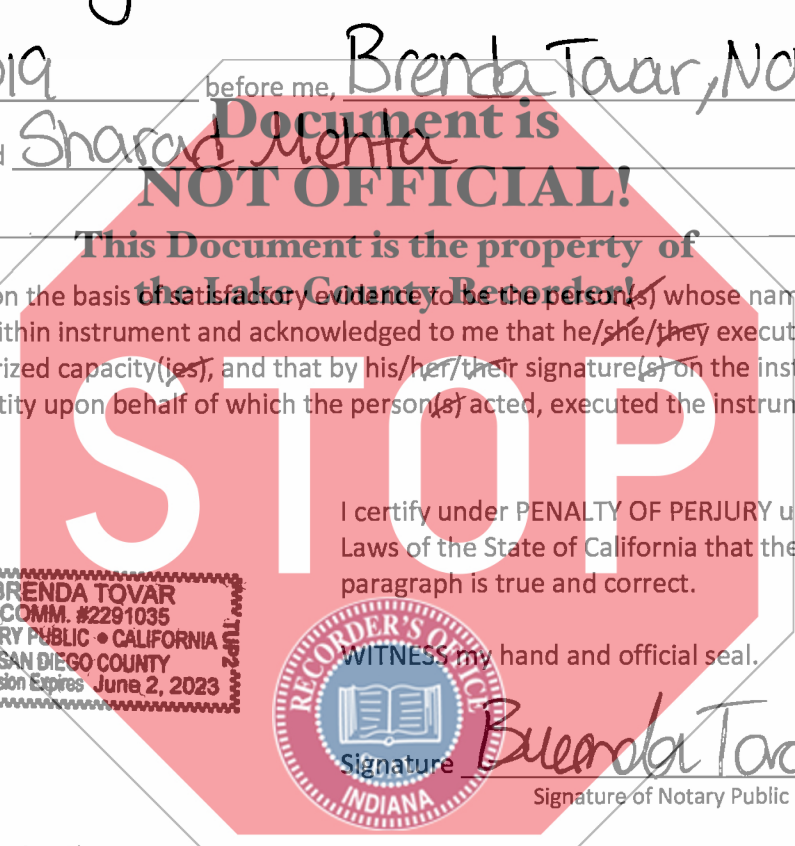 019 before me, Brenda Tovar, No
Sharad Mehta
Document is
NOT OFFICIAL!
This Document is the property of
the Lake County Recorder!
on the basis of satisfactory evidence to be the person(s) whose nam
ithin instrument and acknowledged to me that he/she/they execut
rized capacity(ies), and that by his/her/their signature(s) on the inst
tity upon behalf of which the person(s) acted, executed the instrum
STOP
I certify under PENALTY OF PERJURY u
Laws of the State of California that the
paragraph is true and correct.
BRENDA TOVAR
COMM. #2291035
RY PUBLIC • CALIFORNIA
SAN DIEGO COUNTY
sion Expires June 2, 2023
TUP2
RECORDER'S OFFICE
INDIANA
WITNESS my hand and official seal.
Signature Brenda Tova
Signature of Notary Public